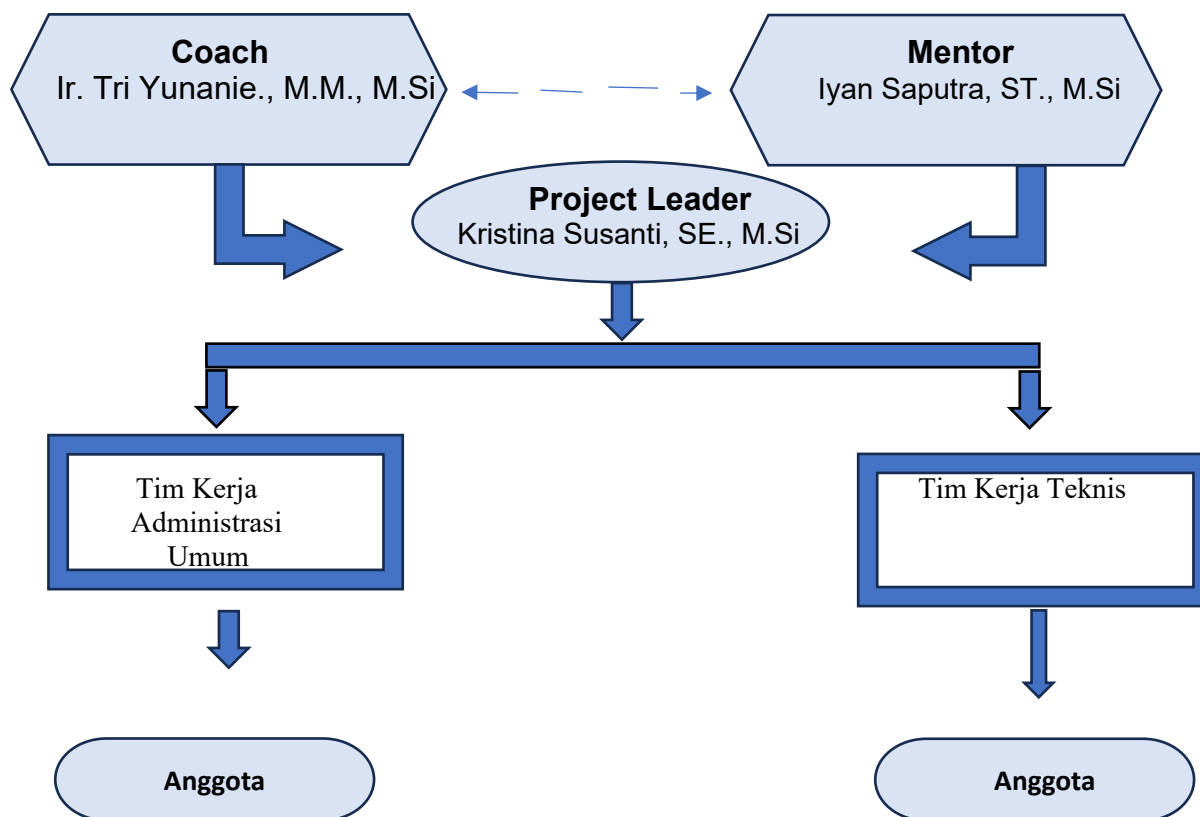 Coach
Ir. Tri Yunanie., M.M., M.Si
Mentor
Iyan Saputra, ST., M.Si
Project Leader
Kristina Susanti, SE., M.Si
Tim Kerja
Administrasi
Umum
Tim Kerja Teknis
Anggota
Anggota